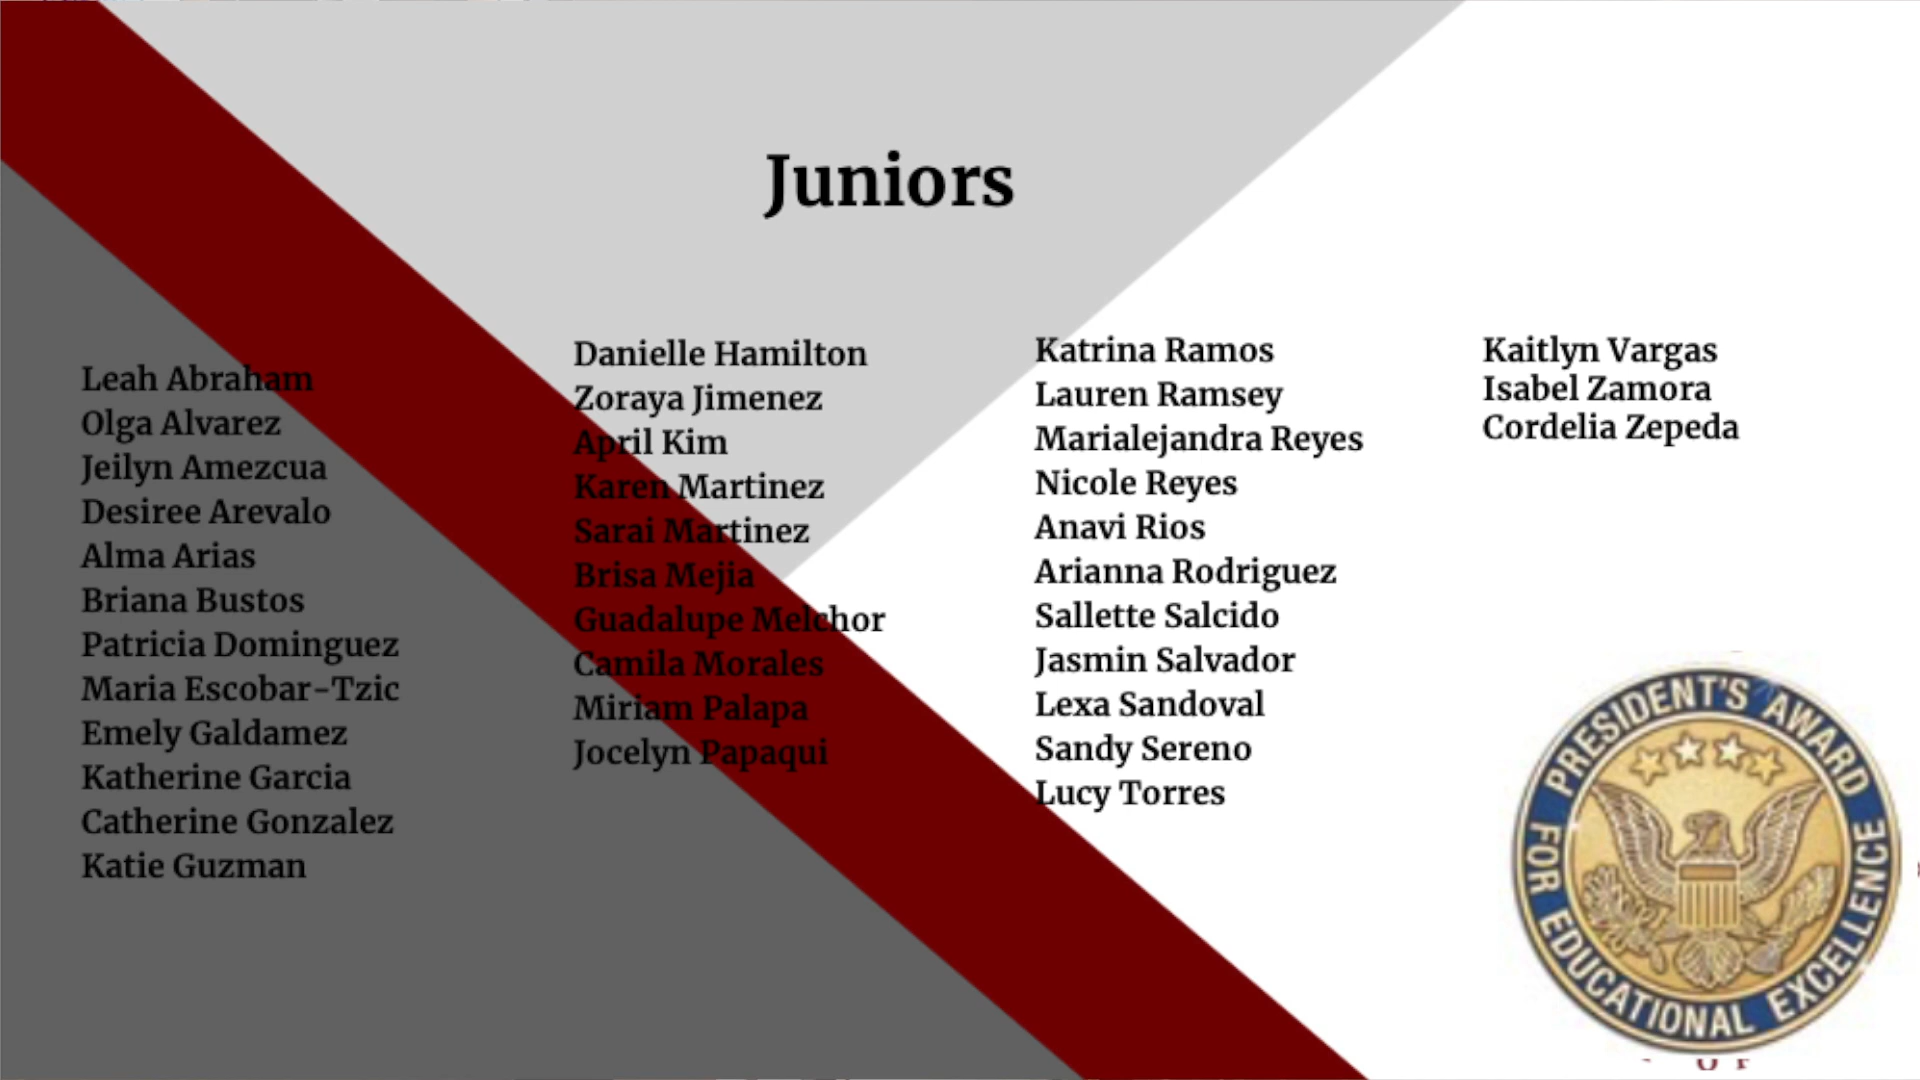 Juniors
Leah Abraham
Olga Alvarez
Jeilyn Amezcua
Desiree Arevalo
Alma Arias
Briana Bustos
Patricia Dominguez
Maria Escobar-Tzic
Emely Galdamez
Katherine Garcia
Catherine Gonzalez
Katie Guzman
Danielle Hamilton
Zoraya Jimenez
April Kim
Karen Martinez
Sarai Martinez
Brisa Mejia
Guadalupe Melchor
Camila Morales
Miriam Palapa
Jocelyn Papaqui
Katrina Ramos
Lauren Ramsey
Marialejandra Reyes
Nicole Reyes
Anavi Rios
Arianna Rodriguez
Sallette Salcido
Jasmin Salvador
Lexa Sandoval
Sandy Sereno
Lucy Torres
Kaitlyn Vargas
Isabel Zamora
Cordelia Zepeda
PRESIDENT'S AWARD
FOR EDUCATIONAL EXCELLENCE